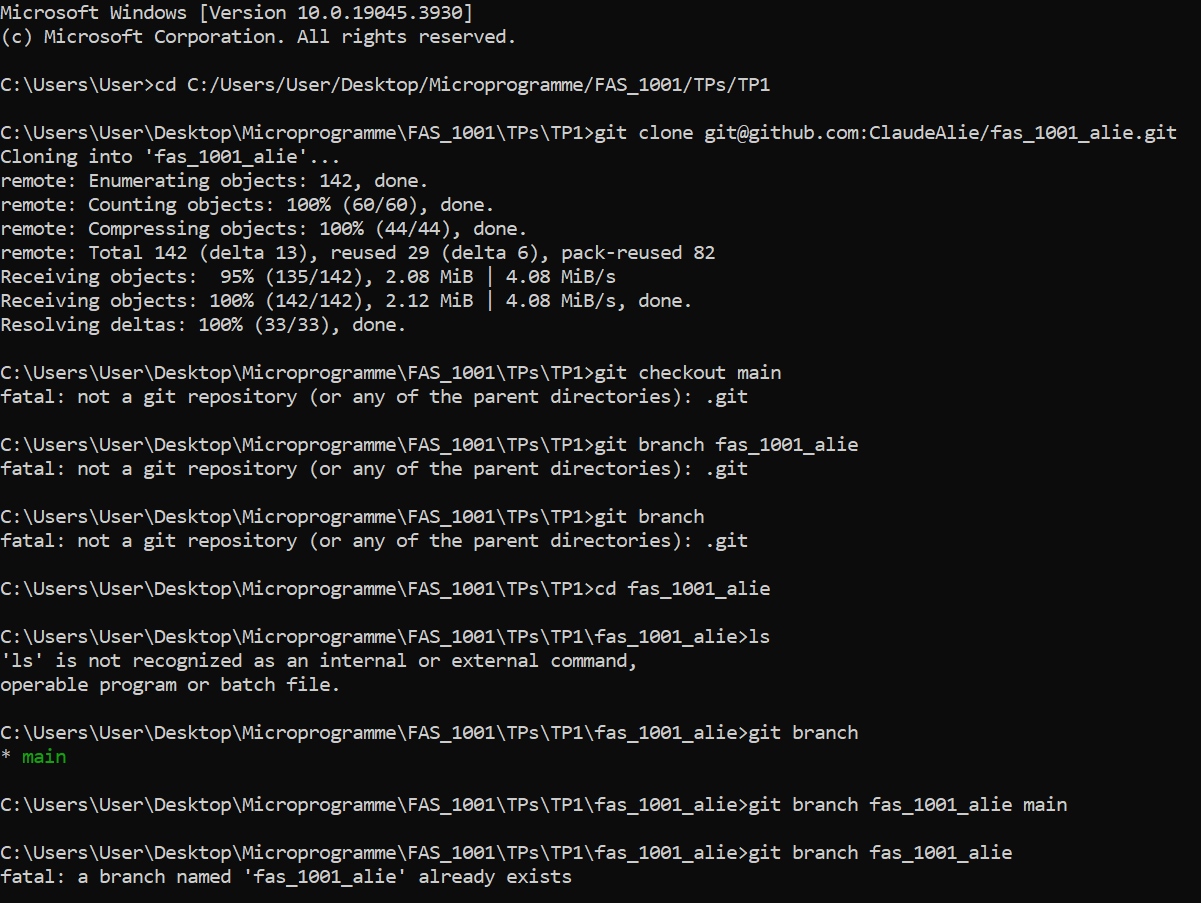 Microsoft Windows [Version 10.0.19045.3930]
(c) Microsoft Corporation. All rights reserved.
C:\Users\User>cd C:/Users/User/Desktop/Microprogramme/FAS_1001/TPs/TP1
C:\Users\User\Desktop\Microprogramme\FAS_1001\TPs\TP1>git clone git@github.com:ClaudeAlie/fas_1001_alie.git
Cloning into 'fas_1001_alie'...
remote: Enumerating objects: 142, done.
remote: Counting objects: 100% (60/60), done.
remote: Compressing objects: 100% (44/44), done.
remote: Total 142 (delta 13), reused 29 (delta 6), pack-reused 82
Receiving objects:  95% (135/142), 2.08 MiB | 4.08 MiB/s
Receiving objects: 100% (142/142), 2.12 MiB | 4.08 MiB/s, done.
Resolving deltas: 100% (33/33), done.
C:\Users\User\Desktop\Microprogramme\FAS_1001\TPs\TP1>git checkout main
fatal: not a git repository (or any of the parent directories): .git
C:\Users\User\Desktop\Microprogramme\FAS_1001\TPs\TP1>git branch fas_1001_alie
fatal: not a git repository (or any of the parent directories): .git
C:\Users\User\Desktop\Microprogramme\FAS_1001\TPs\TP1>git branch
fatal: not a git repository (or any of the parent directories): .git
C:\Users\User\Desktop\Microprogramme\FAS_1001\TPs\TP1>cd fas_1001_alie
C:\Users\User\Desktop\Microprogramme\FAS_1001\TPs\TP1\fas_1001_alie>ls
'ls' is not recognized as an internal or external command,
operable program or batch file.
C:\Users\User\Desktop\Microprogramme\FAS_1001\TPs\TP1\fas_1001_alie>git branch
* main
C:\Users\User\Desktop\Microprogramme\FAS_1001\TPs\TP1\fas_1001_alie>git branch fas_1001_alie main
C:\Users\User\Desktop\Microprogramme\FAS_1001\TPs\TP1\fas_1001_alie>git branch fas_1001_alie
fatal: a branch named 'fas_1001_alie' already exists